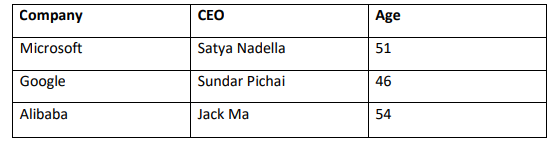 Company CEO Age
Microsoft Satya Nadella 51
Google Sundar Pichai 46
Alibaba Jack Ma 54